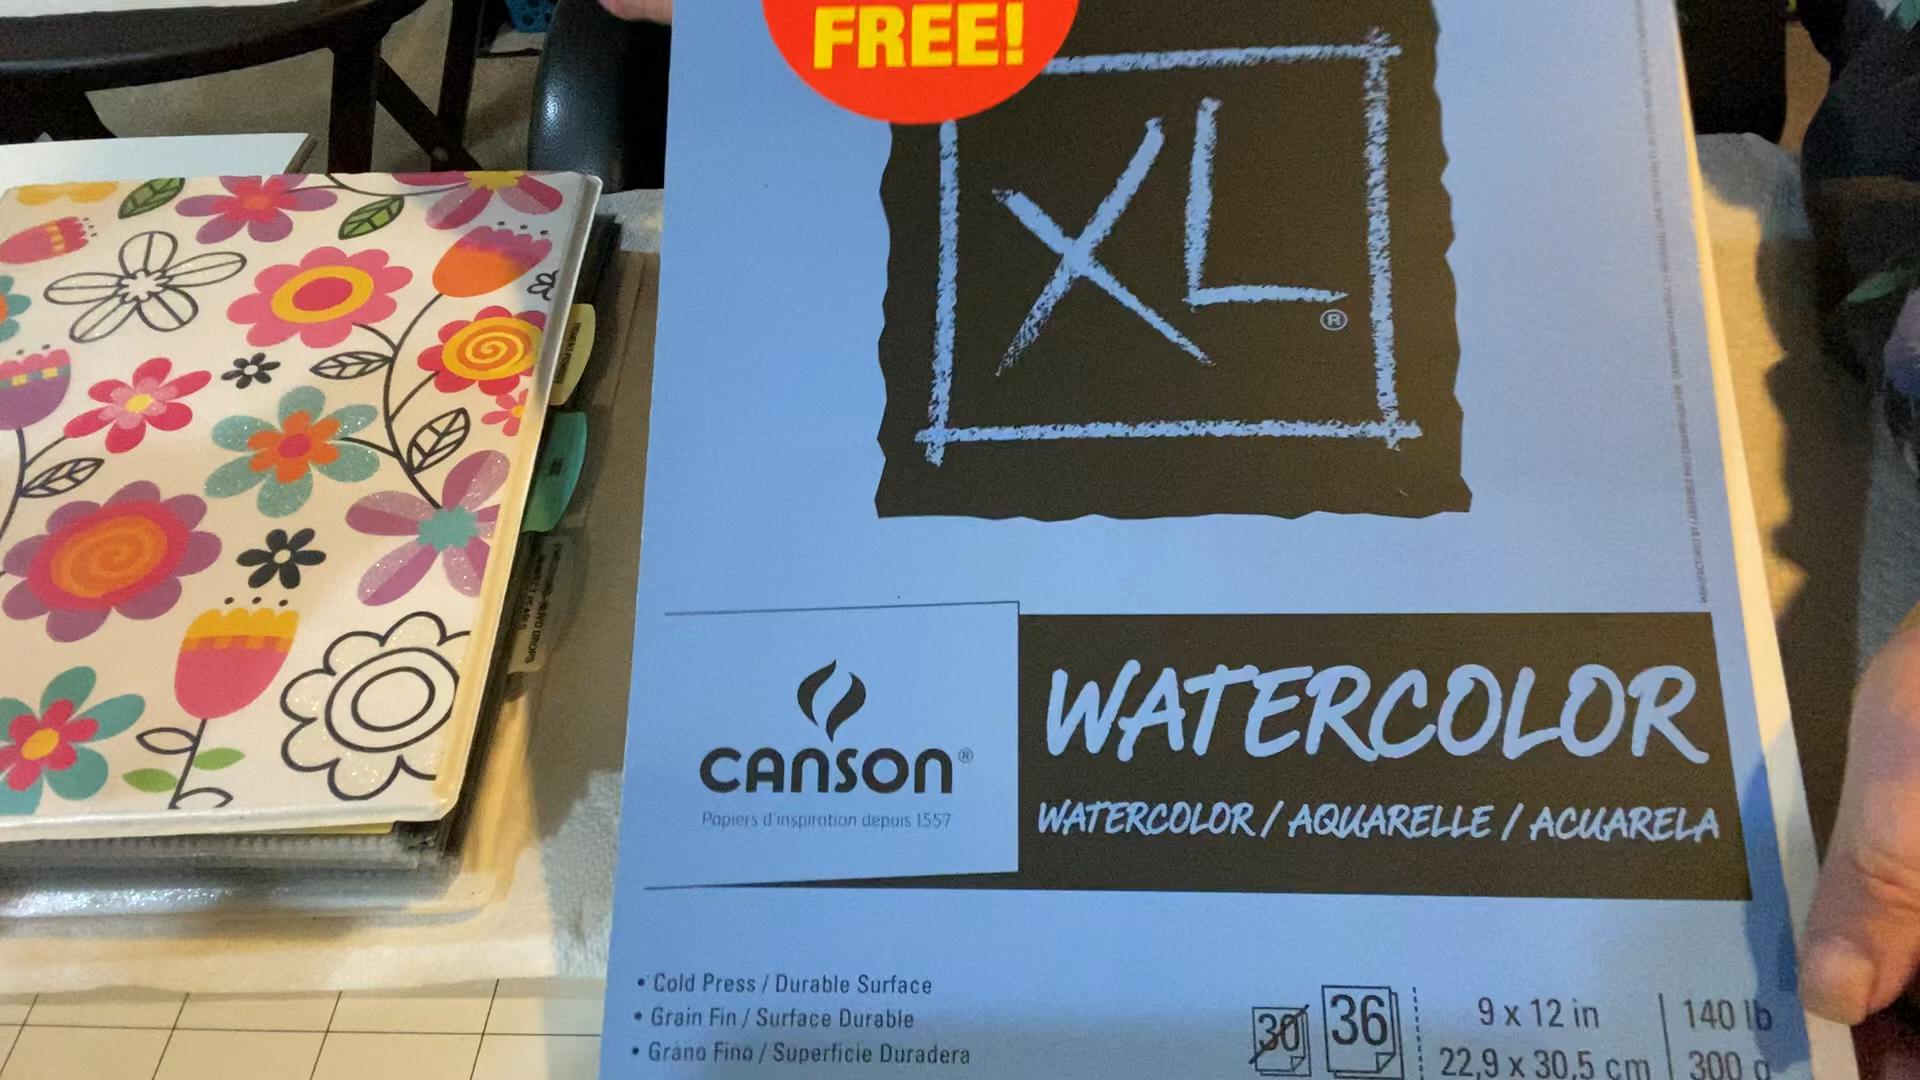 FREE!
XL®
CANSON®
Papiers d'inspiration depuis 1557
WATERCOLOR
WATERCOLOR / AQUARELLE / ACUARELA
• Cold Press / Durable Surface
• Grain Fin / Surface Durable
• Grano Fino / Superficie Duradera
30 36
9 x 12 in
22,9 x 30,5 cm
140 lb
300 g